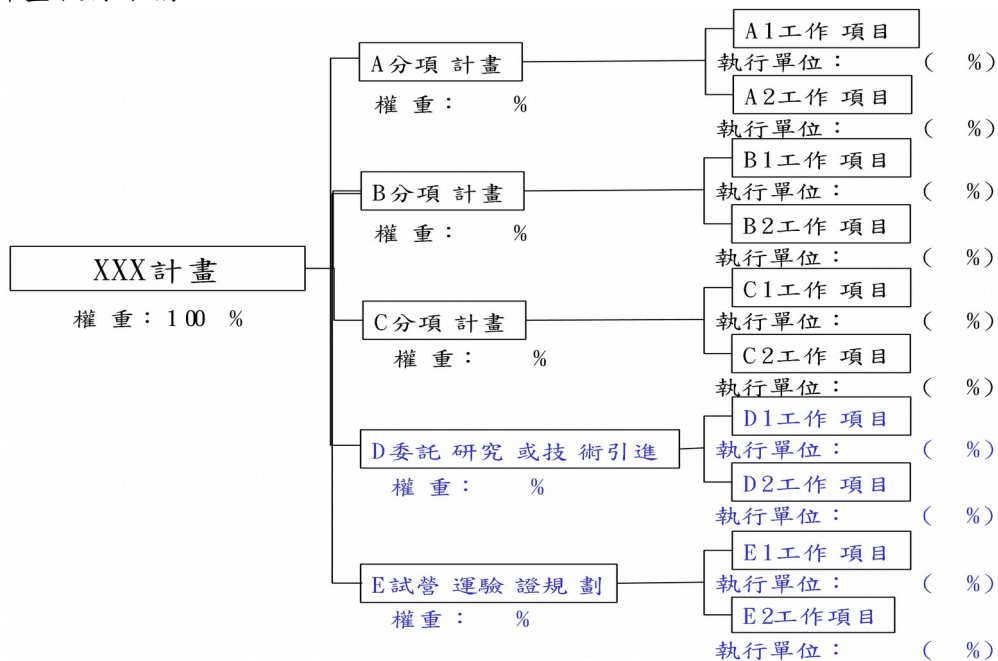 A分項計畫
權重： %
A1工作項目
執行單位： ( %)
A2工作項目
執行單位： ( %)
B分項計畫
權重： %
B1工作項目
執行單位： ( %)
B2工作項目
執行單位： ( %)
XXX計畫
權重：100 %
C分項計畫
權重： %
C1工作項目
執行單位： ( %)
C2工作項目
執行單位： ( %)
D委託研究或技術引進
權重： %
D1工作項目
執行單位： ( %)
D2工作項目
執行單位： ( %)
E試營運驗證規劃
權重： %
E1工作項目
執行單位： ( %)
E2工作項目
執行單位： ( %)